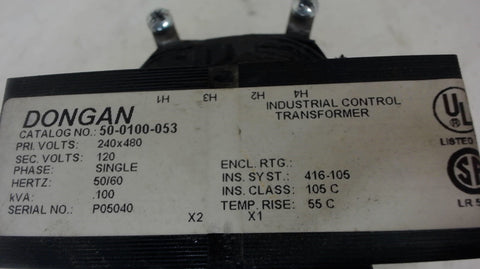 H1 H3 H2 H4
DONGAN
CATALOG NO.: 50-0100-053
PRI. VOLTS: 240x480
SEC. VOLTS: 120
PHASE: SINGLE
HERTZ: 50/60
kVA: .100
SERIAL NO.: P05040
INDUSTRIAL CONTROL
TRANSFORMER
ENCL. RTG.:
INS. SYST.: 416-105
INS. CLASS: 105 C
TEMP. RISE: 55 C
X2 X1
UL
LISTED
SA
LR 5